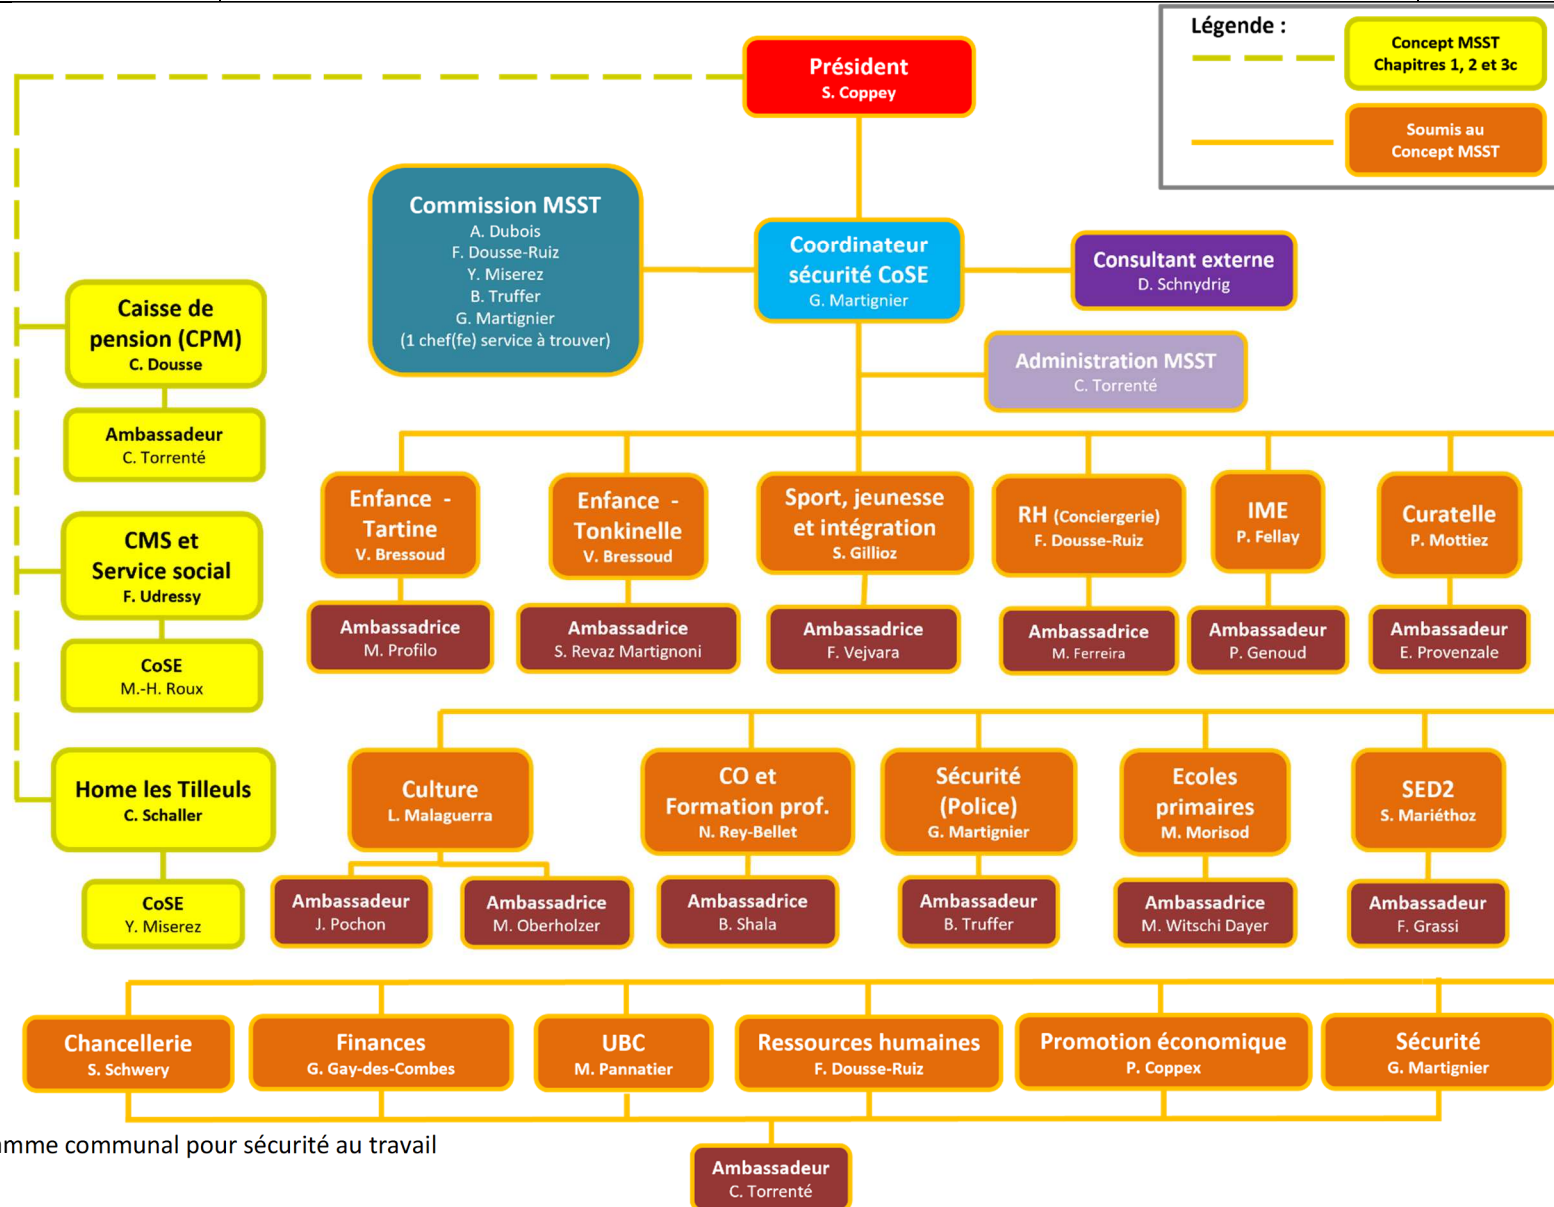 Légende :
Concept MSST
Chapitres 1, 2 et 3c
Soumis au
Concept MSST
Président
S. Coppey
Commission MSST
A. Dubois
F. Dousse-Ruiz
Y. Miserez
B. Truffer
G. Martignier
(1 chef(fe) service à trouver)
Coordinateur
sécurité CoSE
G. Martignier
Consultant externe
D. Schnydrig
Administration MSST
C. Torrenté
Caisse de
pension (CPM)
C. Dousse
Ambassadeur
C. Torrenté
CMS et
Service social
F. Udressy
CoSE
M.-H. Roux
Home les Tilleuls
C. Schaller
CoSE
Y. Miserez
Enfance -
Tartine
V. Bressoud
Ambassadrice
M. Profilo
Enfance -
Tonkinelle
V. Bressoud
Ambassadrice
S. Revaz Martignoni
Sport, jeunesse
et intégration
S. Gillioz
Ambassadrice
F. Vejvara
RH (Conciergerie)
F. Dousse-Ruiz
Ambassadrice
M. Ferreira
IME
P. Fellay
Ambassadeur
P. Genoud
Curatelle
P. Mottiez
Ambassadeur
E. Provenzale
Culture
L. Malaguerra
Ambassadeur
J. Pochon
Ambassadrice
M. Oberholzer
CO et
Formation prof.
N. Rey-Bellet
Ambassadrice
B. Shala
Sécurité
(Police)
G. Martignier
Ambassadeur
B. Truffer
Ecoles
primaires
M. Morisod
Ambassadrice
M. Witschi Dayer
SED2
S. Mariéthoz
Ambassadeur
F. Grassi
Chancellerie
S. Schwery
Finances
G. Gay-des-Combes
UBC
M. Pannatier
Ressources humaines
F. Dousse-Ruiz
Promotion économique
P. Coppex
Sécurité
G. Martignier
Ambassadeur
C. Torrenté
amme communal pour sécurité au travail